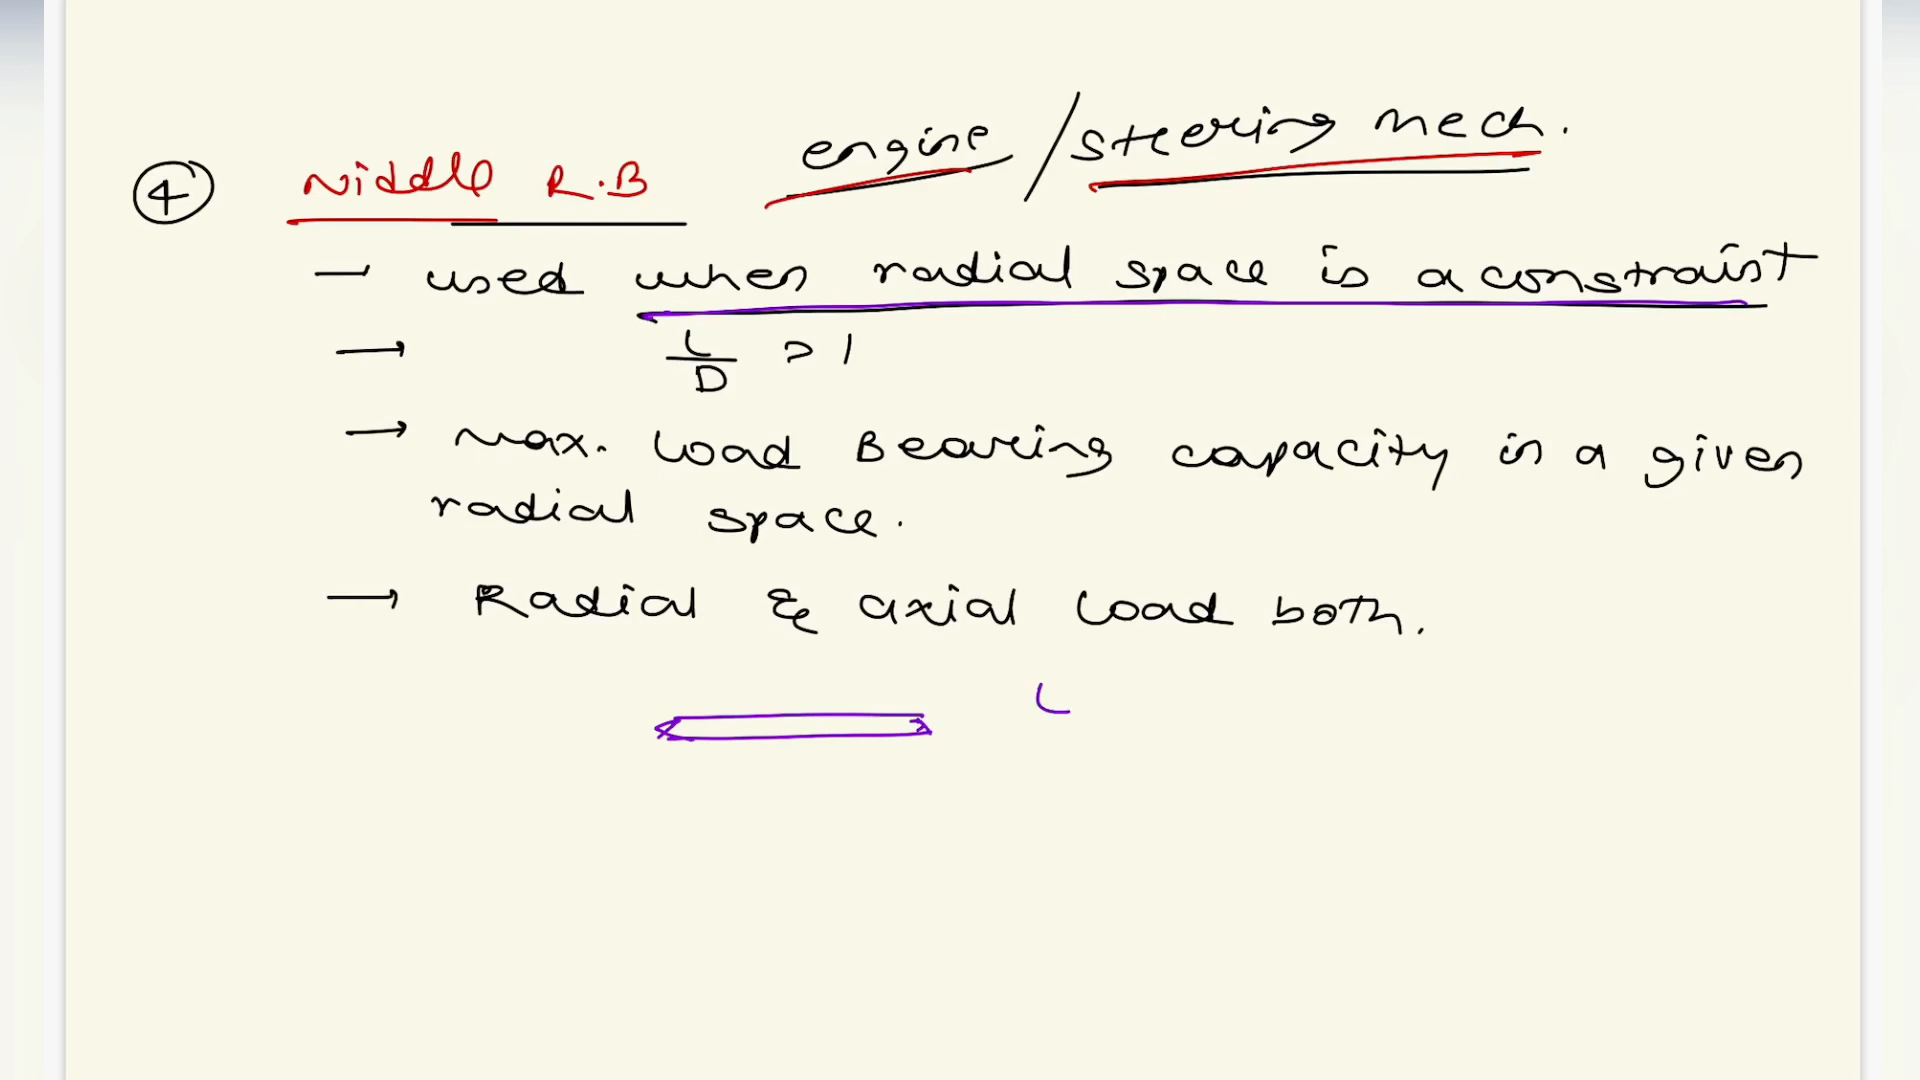 ④ Niddle R.B engine / steering mech.
— used when radial space is a constraint
→ L/D > 1
→ Max. Load Bearing capacity in a given
radial space.
→ Radial & axial Load both.
L